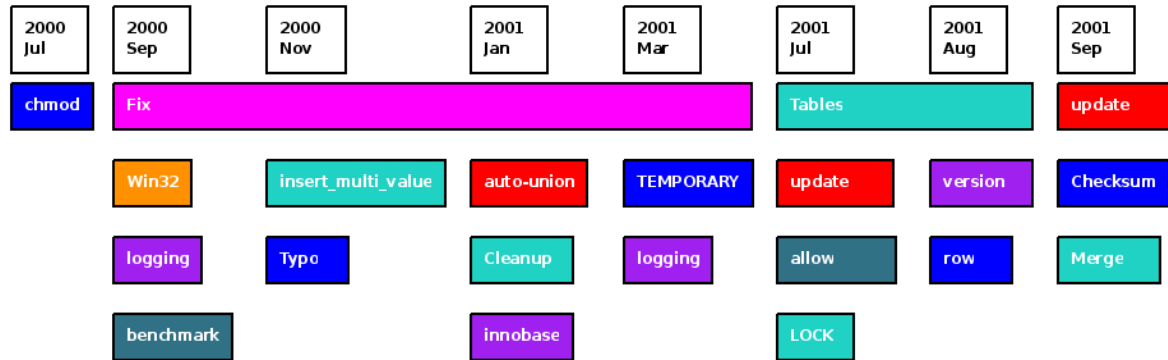 2000
Jul
2000
Sep
2000
Nov
2001
Jan
2001
Mar
2001
Jul
2001
Aug
2001
Sep
chmod
Fix
Tables
update
Win32
insert_multi_value
auto-union
TEMPORARY
update
version
Checksum
logging
Typo
Cleanup
logging
allow
row
Merge
benchmark
innobase
LOCK